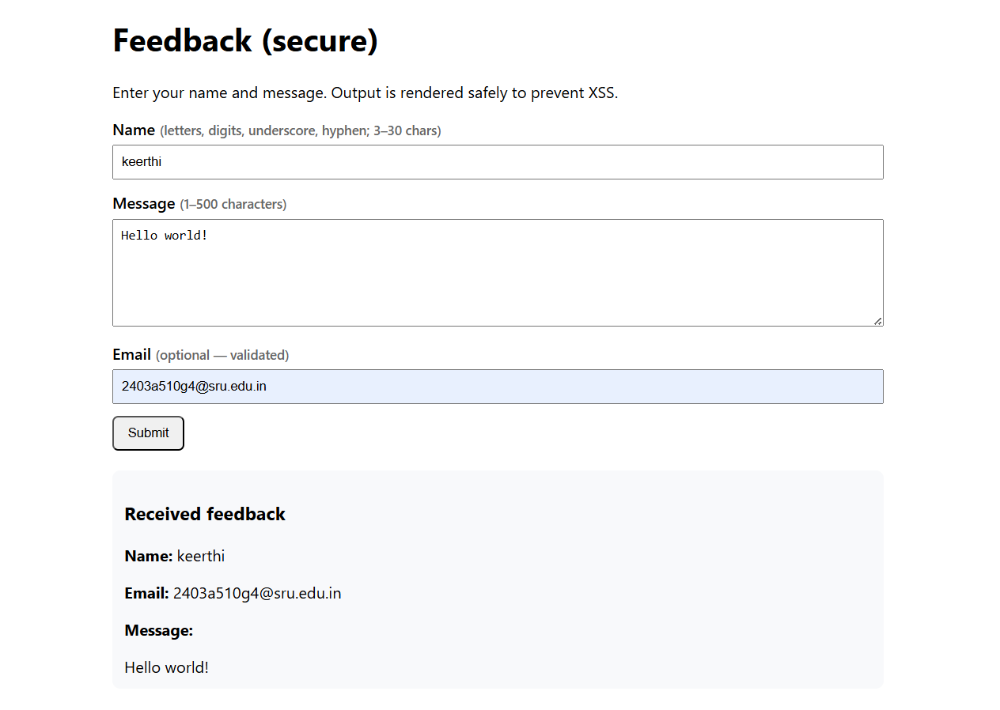 Feedback (secure)
Enter your name and message. Output is rendered safely to prevent XSS.
Name (letters, digits, underscore, hyphen; 3–30 chars)
keerthi
Message (1–500 characters)
Hello world!
Email (optional — validated)
2403a510g4@sru.edu.in
Submit
Received feedback
Name: keerthi
Email: 2403a510g4@sru.edu.in
Message:
Hello world!